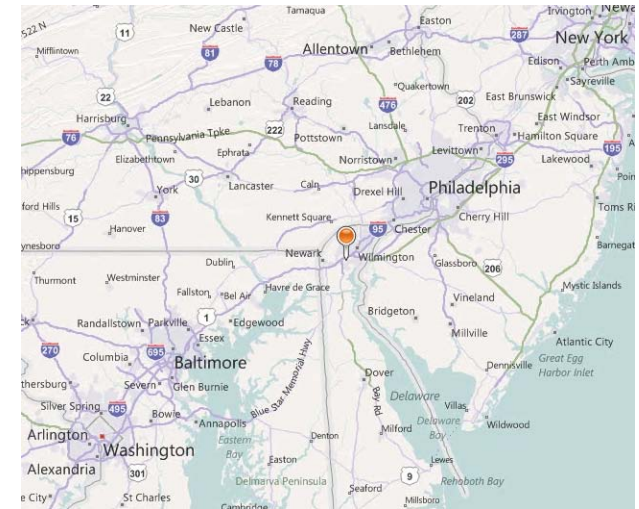 Tamaqua
Irvington
Newa
522 N
11
New Castle
Easton
287
New York
Mifflintown
81
Allentown
Bethlehem
78
Edison
Perth Amb
Sayreville
22
Quakertown
476
202
East Brunswick
Harrisburg
Lebanon
Reading
East Windsor
76
Pennsylvania Tpke
222
Pottstown
Lansdale
Trenton
Hamilton Square
Elizabethtown
Ephrata
Norristown
Levittown
295
Lakewood
195
hippensburg
30
Lancaster
Caln
Drexel Hill
Philadelphia
Poin
York
ford Hills
15
83
Kennett Square
95
Chester
Cherry Hill
Toms Ri
Hanover
ynesboro
Newark
Wilmington
Glassboro
206
Barnegat
Dublin
Thurmont
Westminster
Fallston
Bel Air
Havre de Grace
Mystic Islands
Vineland
1
Edgewood
Bridgeton
Randallstown
Parkville
Essex
Millville
Atlantic City
270
695
Columbia
Baltimore
Great Egg
Harbor Inlet
Dennisville
thersburg
Severn
Glen Burnie
Blue Star Memorial Hwy
Dover
Bay Rd
Delaware
Silver Spring
495
Bowie
Annapolis
Villas
Wildwood
Delaware
Bay
Arlington
Washington
Eastern
Bay
Denton
Milford
Alexandria
301
Easton
Lewes
9
Delmarva Peninsula
Rehoboth Bay
e City
St Charles
Seaford
Millsboro
Cambridge